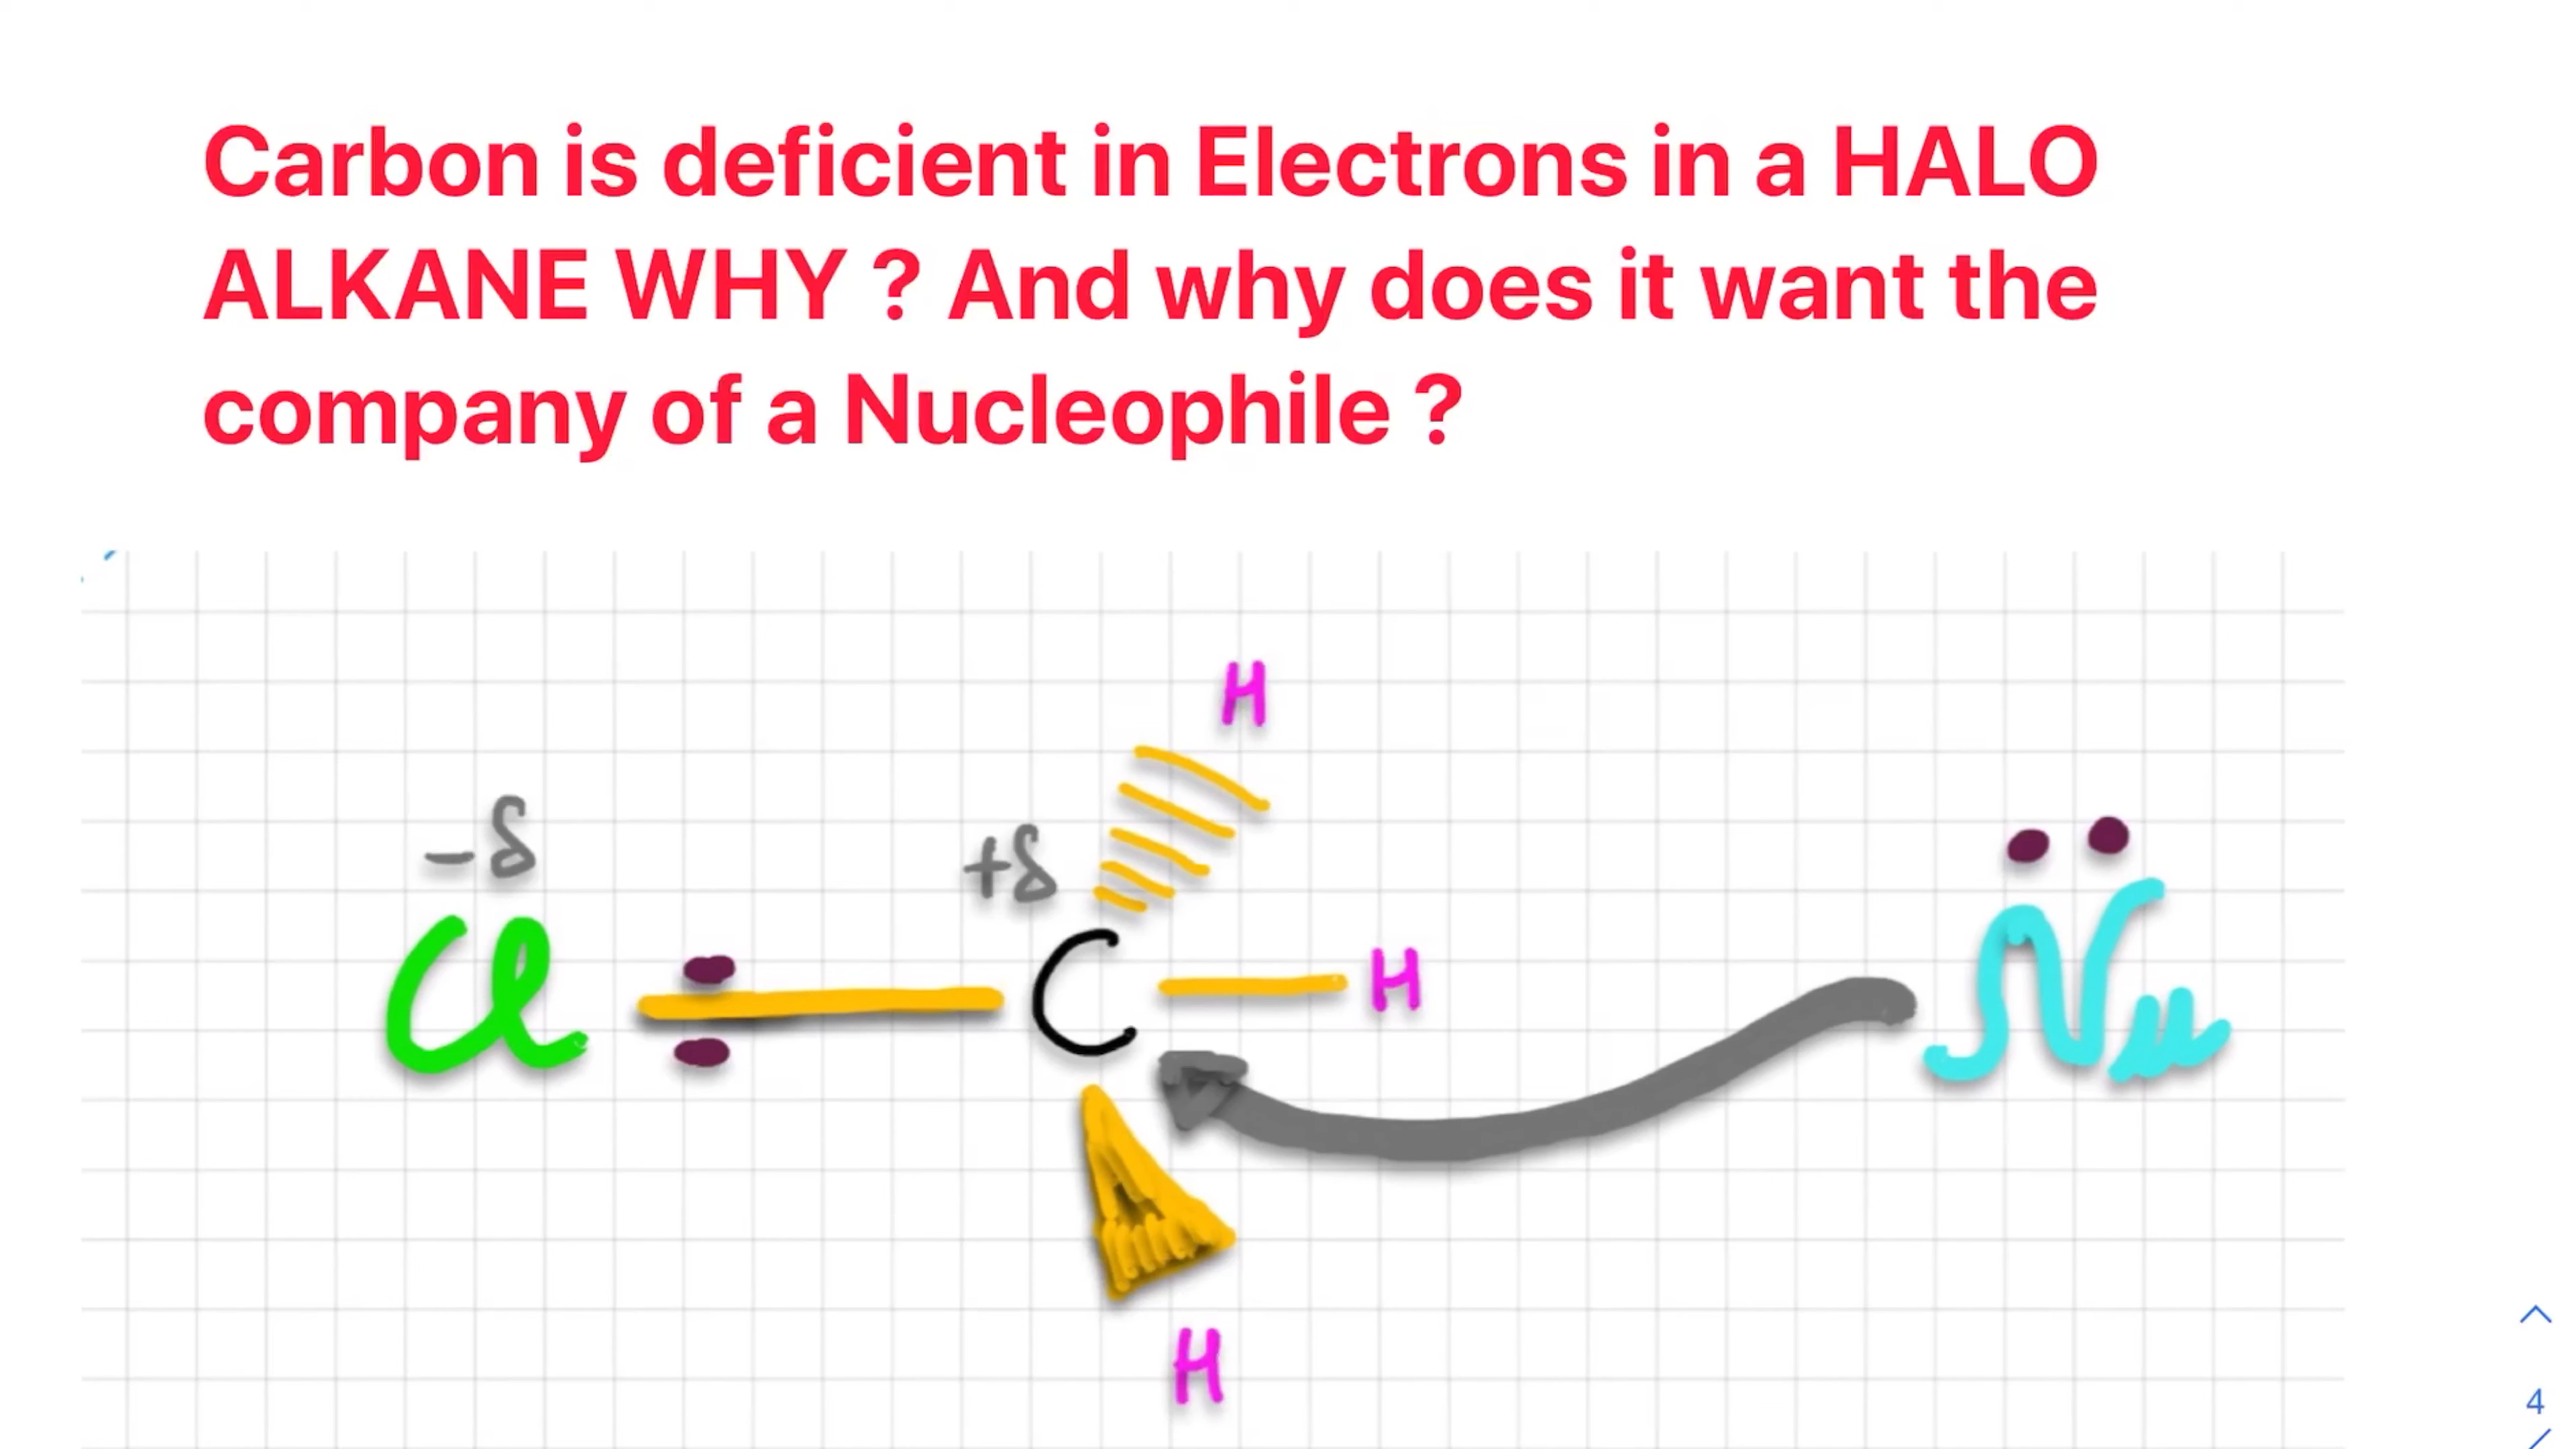 Carbon is deficient in Electrons in a HALO
ALKANE WHY ? And why does it want the
company of a Nucleophile ?
H
-δ
+δ
Cl
C
H
Nu
H
4